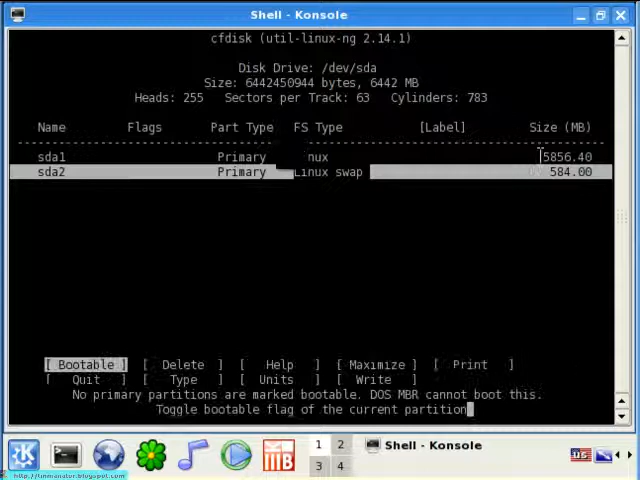 Shell - Konsole
cfdisk (util-linux-ng 2.14.1)
Disk Drive: /dev/sda
Size: 6442450944 bytes, 6442 MB
Heads: 255 Sectors per Track: 63 Cylinders: 783
Name Flags Part Type FS Type [Label] Size (MB)
sda1 Primary nux 5856.40
sda2 Primary Linux swap 584.00
[ Bootable ] [ Delete ] [ Help ] [ Maximize ] [ Print ]
[ Quit ] [ Type ] [ Units ] [ Write ]
No primary partitions are marked bootable. DOS MBR cannot boot this.
Toggle bootable flag of the current partition
1 2 Shell - Konsole
3 4
http://linmanator.blogspot.com